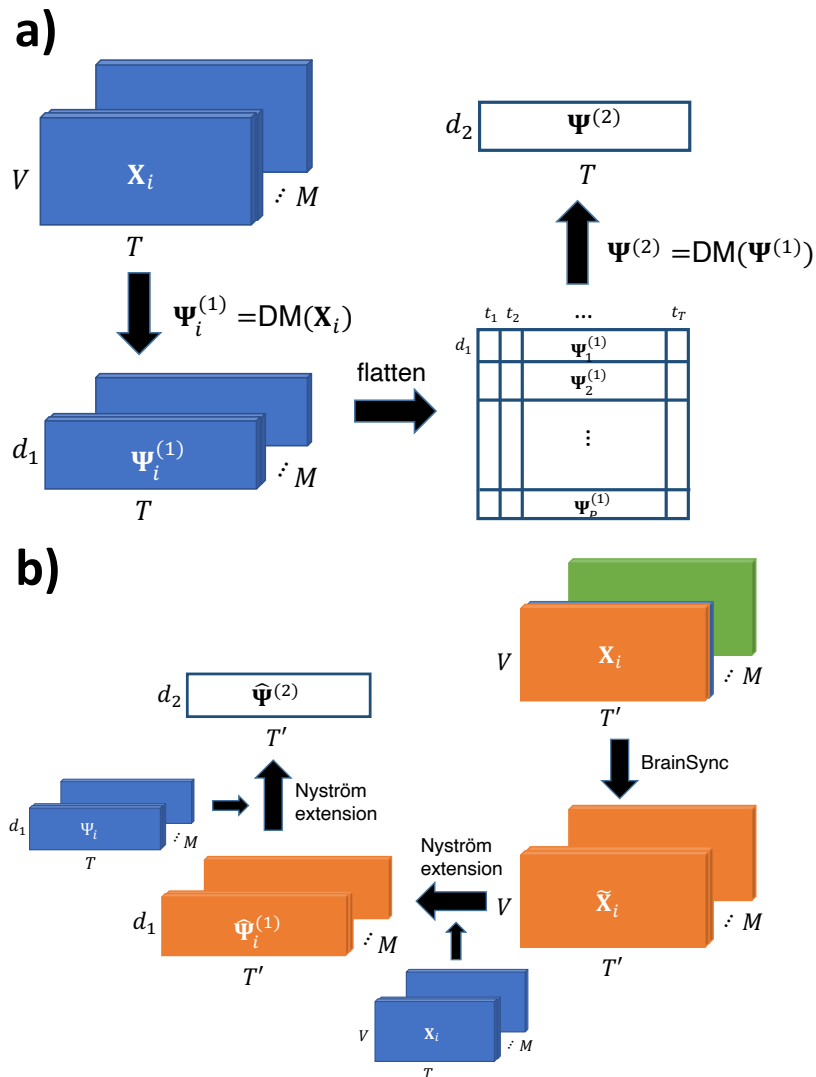 a)
V
X_i
⋮ M
T
Ψ_i^(1) =DM(X_i)
d_1
Ψ_i^(1)
⋮ M
T
flatten
d_2
Ψ^(2)
T
Ψ^(2) =DM(Ψ^(1))
t_1 t_2 ... t_T
d_1
Ψ_1^(1)
Ψ_2^(1)
⋮
Ψ_P^(1)
b)
V
X_i
⋮ M
T′
BrainSync
V
X̃_i
⋮ M
T′
Nyström
extension
V
X_i
⋮ M
T
d_1
Ψ̂_i^(1)
⋮ M
T′
Nyström
extension
d_1
Ψ_i
⋮ M
T
d_2
Ψ̂^(2)
T′